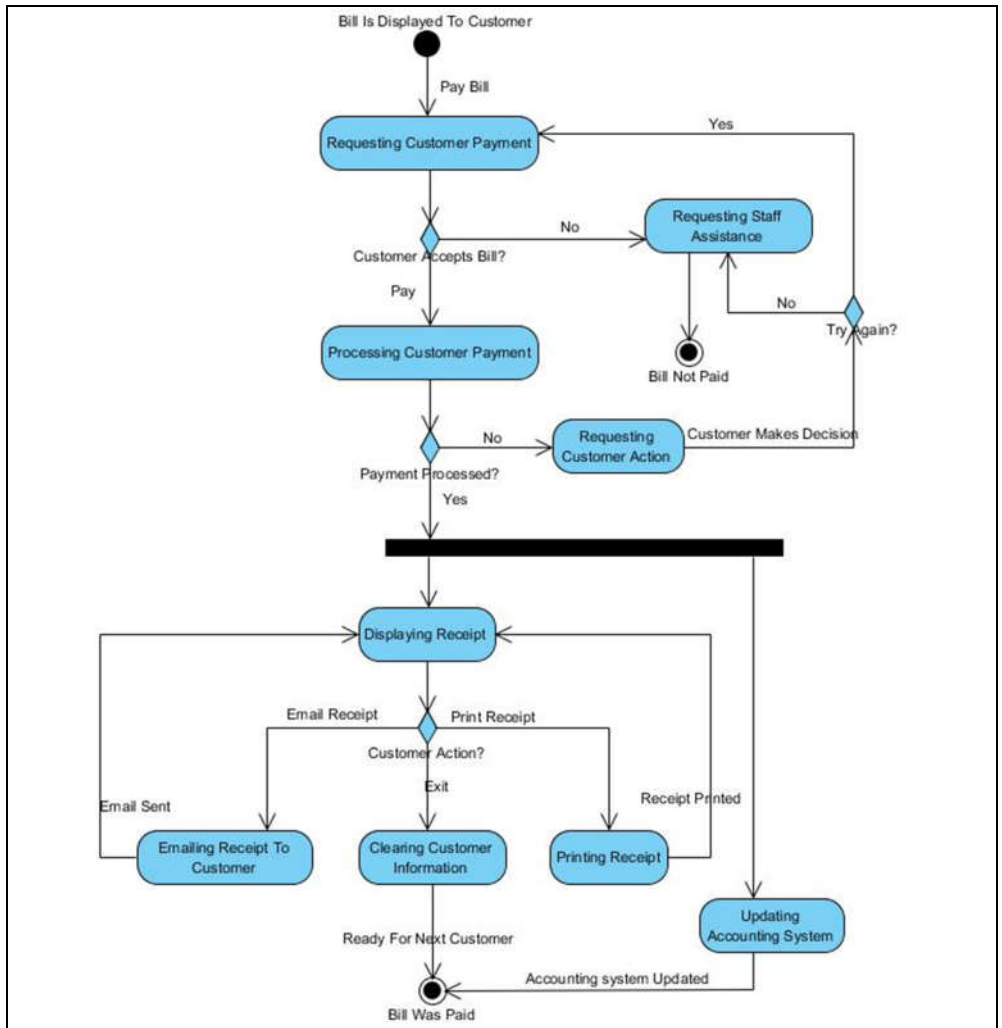 Bill Is Displayed To Customer
Pay Bill
Requesting Customer Payment
Yes
Requesting Staff
Assistance
No
Customer Accepts Bill?
Pay
No
Try Again?
Processing Customer Payment
Bill Not Paid
No
Requesting
Customer Action
Customer Makes Decision
Payment Processed?
Yes
Displaying Receipt
Email Receipt
Print Receipt
Customer Action?
Exit
Email Sent
Receipt Printed
Emailing Receipt To
Customer
Clearing Customer
Information
Printing Receipt
Updating
Accounting System
Ready For Next Customer
Accounting system Updated
Bill Was Paid